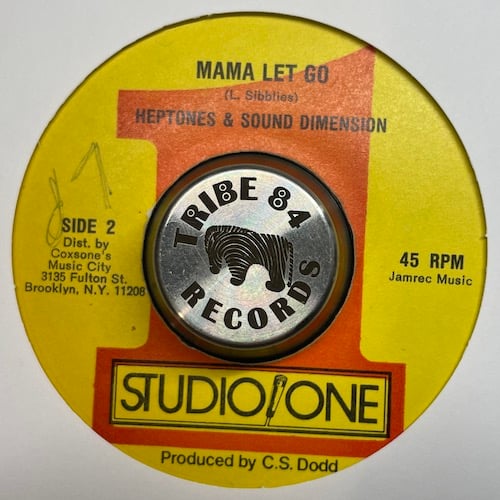 MAMA LET GO
(L. Sibblies)
HEPTONES & SOUND DIMENSION
TRIBE 84
RECORDS
SIDE 2
Dist. by
Coxsone's
Music City
3135 Fulton St.
Brooklyn, N.Y. 11208
45 RPM
Jamrec Music
STUDIO ONE
Produced by C.S. Dodd